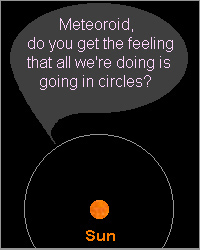 Meteoroid,
do you get the feeling
that all we're doing is
going in circles?
Sun